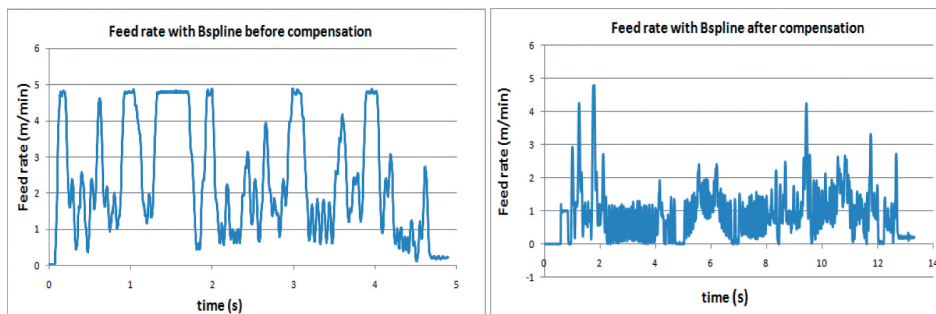 Feed rate with Bspline before compensation
Feed rate (m/min)
6
5
4
3
2
1
0
0 1 2 3 4 5
time (s)
Feed rate with Bspline after compensation
Feed rate (m/min)
6
5
4
3
2
1
0
-1
0 2 4 6 8 10 12 14
time (s)